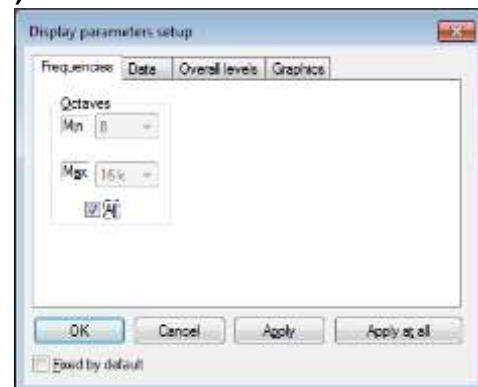 )
Display parameters setup
Frequencies Data Overall levels Graphics
Octaves
Min 8
Max 16 k
All
OK Cancel Apply Apply at all
Fixed by default